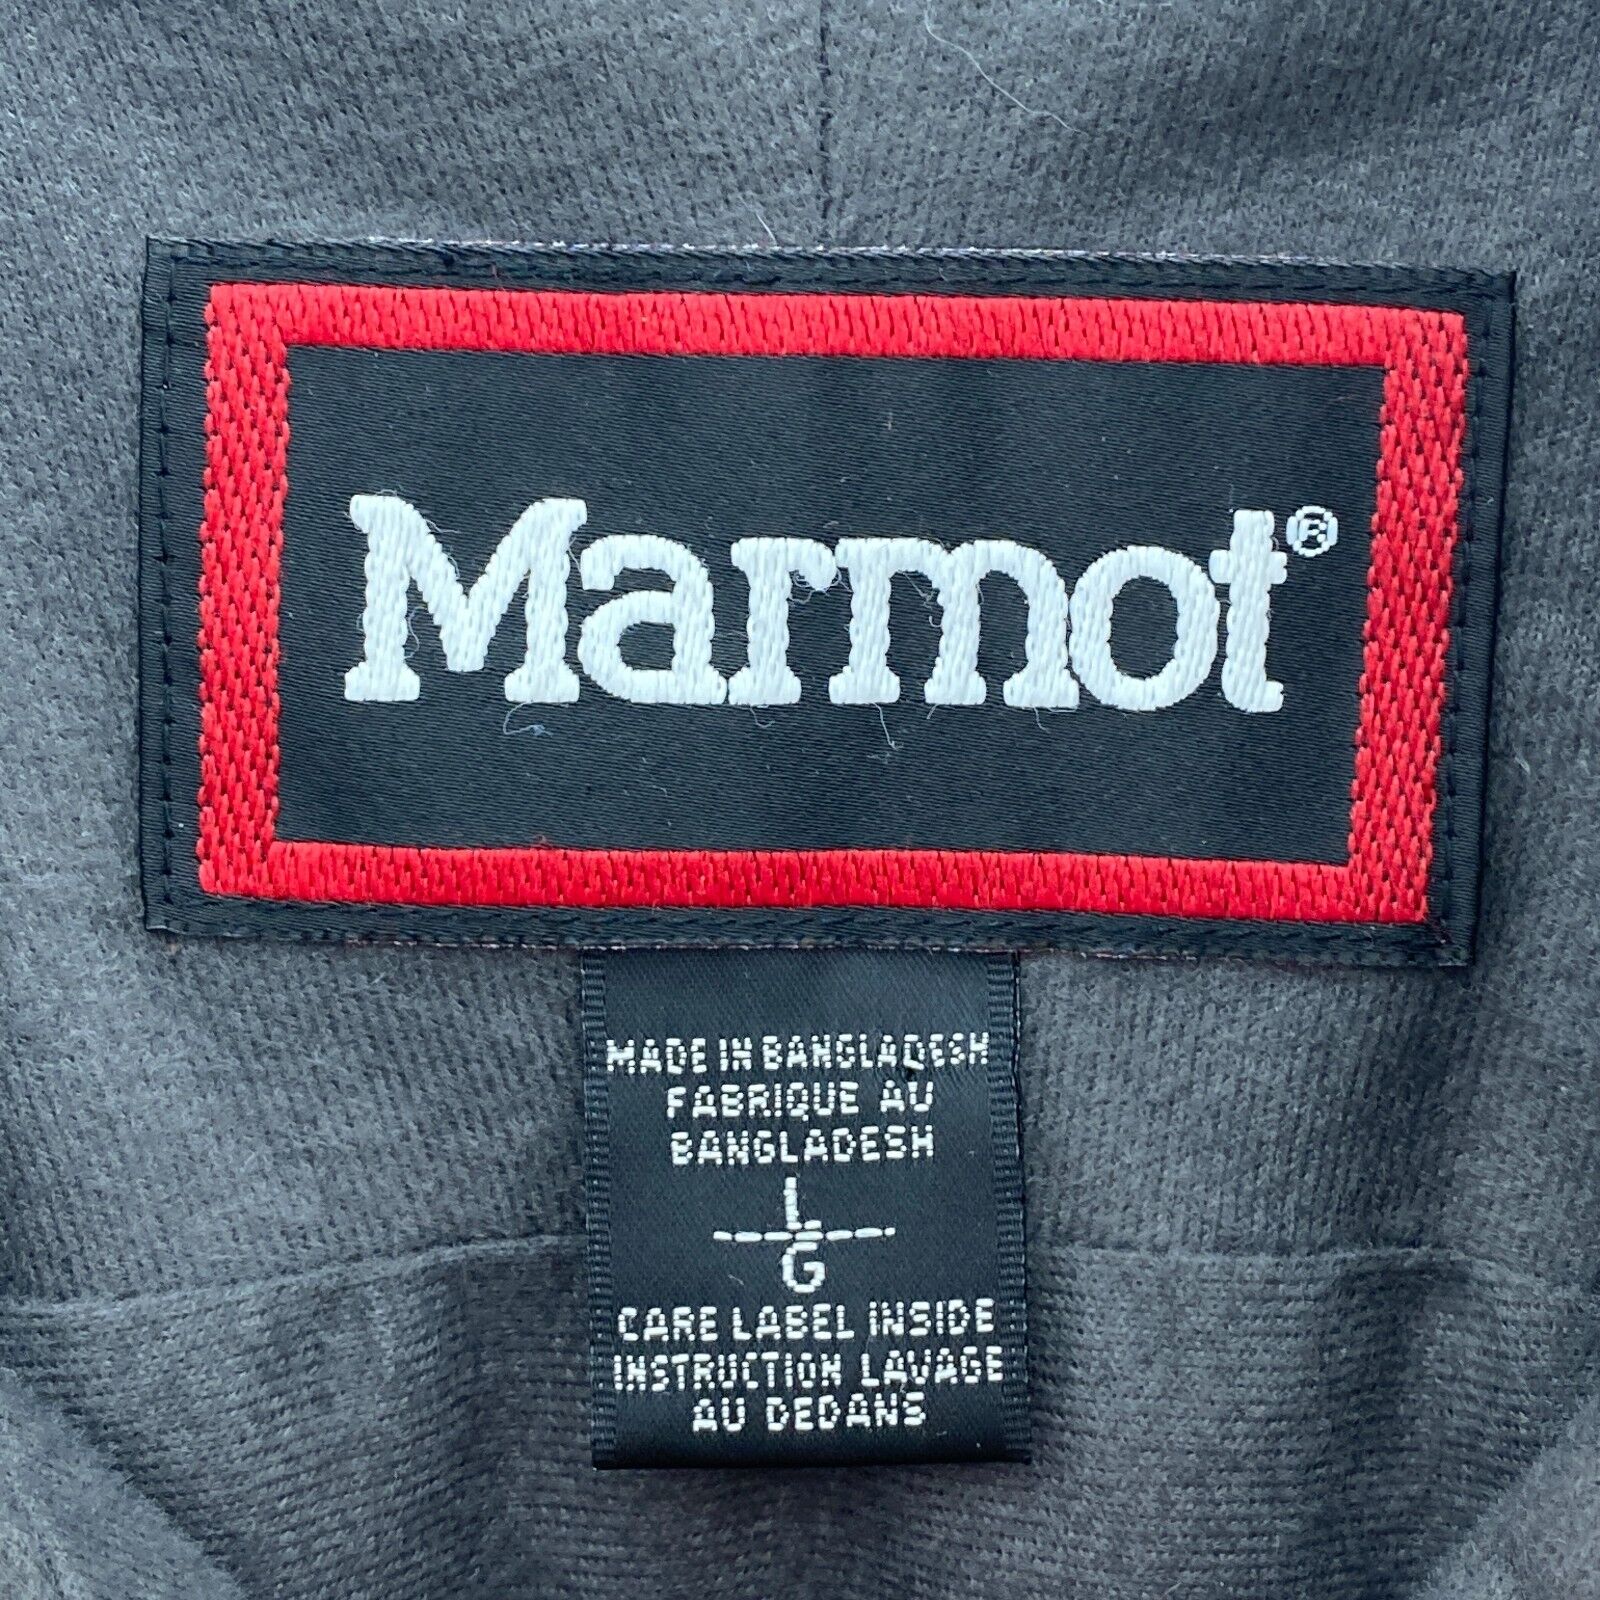 Marmot®
MADE IN BANGLADESH
FABRIQUE AU
BANGLADESH
L
G
CARE LABEL INSIDE
INSTRUCTION LAVAGE
AU DEDANS